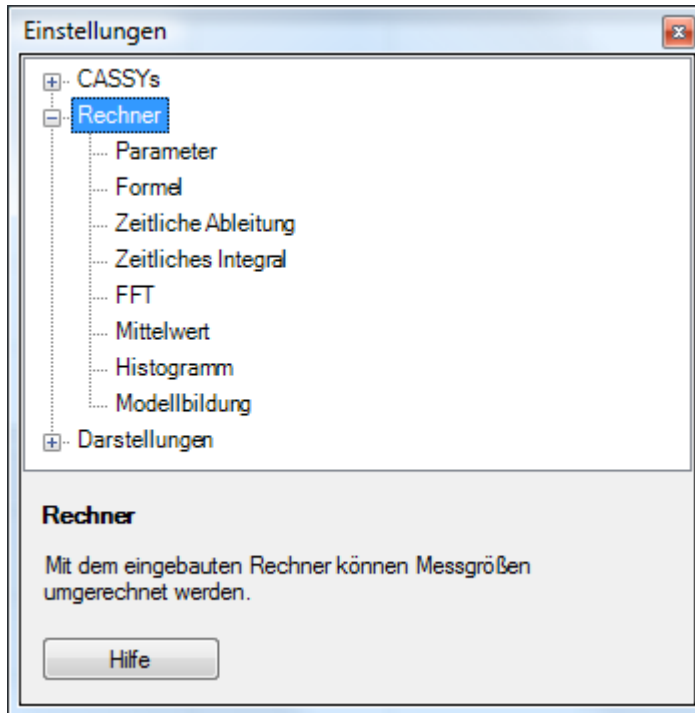 Einstellungen
CASSYs
Rechner
Parameter
Formel
Zeitliche Ableitung
Zeitliches Integral
FFT
Mittelwert
Histogramm
Modellbildung
Darstellungen
Rechner
Mit dem eingebauten Rechner können Messgrößen
umgerechnet werden.
Hilfe